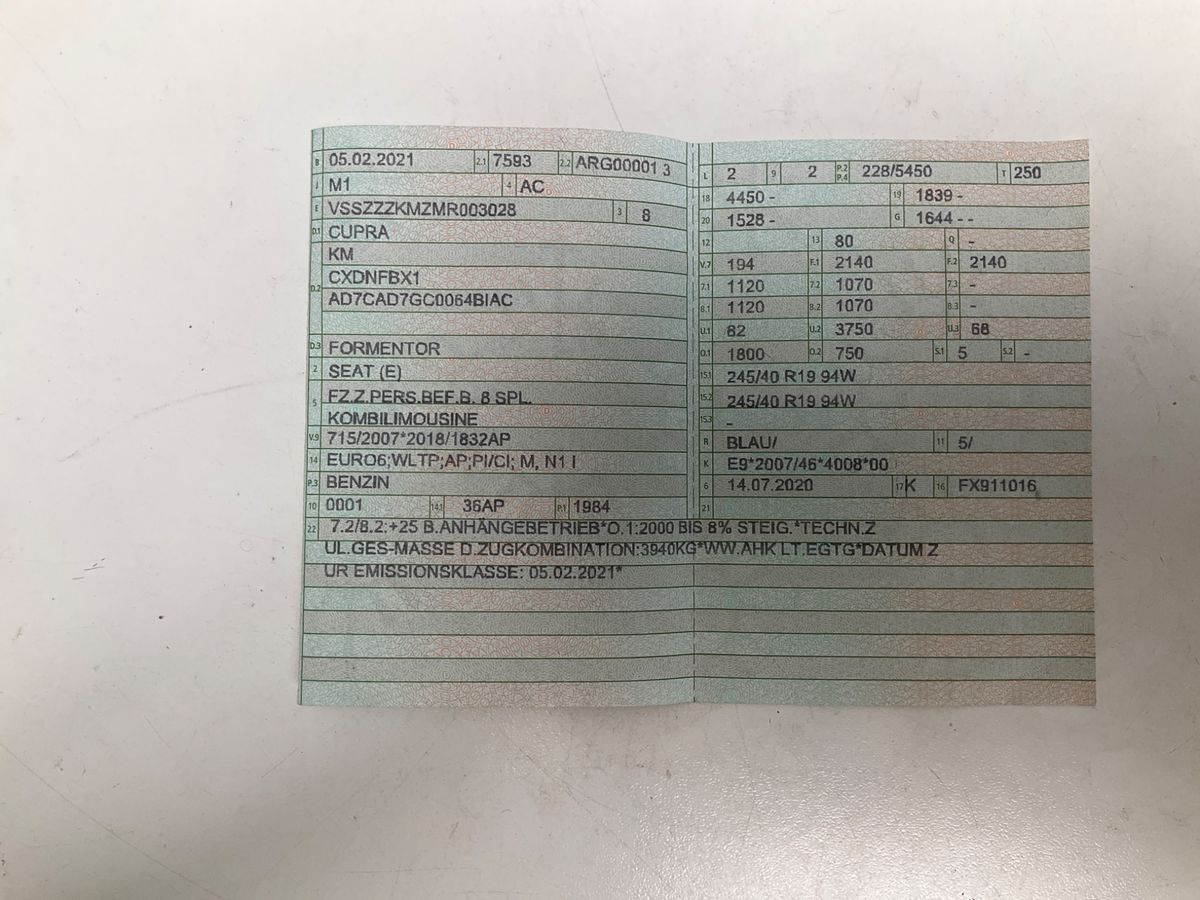 B 05.02.2021 2.1 7593 2.2 ARG00001 3
J M1 4 AC
E VSSZZZKMZMR003028 3 8
D.1 CUPRA
KM
D.2 CXDNFBX1
AD7CAD7GC0064BIAC
D.3 FORMENTOR
2 SEAT (E)
5 FZ.Z.PERS.BEF.B. 8 SPL.
KOMBILIMOUSINE
V.9 715/2007*2018/1832AP
14 EURO6;WLTP;AP;PI/CI; M, N1 I
P.3 BENZIN
10 0001 14.1 36AP P.1 1984
L 2 9 2 P.2 P.4 228/5450 T 250
18 4450 - 19 1839 -
20 1528 - G 1644 - -
12 13 80 Q -
V.7 194 F.1 2140 F.2 2140
7.1 1120 7.2 1070 7.3 -
8.1 1120 8.2 1070 8.3 -
U.1 82 U.2 3750 U.3 68
O.1 1800 O.2 750 S.1 5 S.2 -
15.1 245/40 R19 94W
15.2 245/40 R19 94W
15.3 -
R BLAU/ 11 5/
K E9*2007/46*4008*00
6 14.07.2020 17 K 16 FX911016
21
22 7.2/8.2:+25 B.ANHÄNGEBETRIEB*O.1:2000 BIS 8% STEIG.*TECHN.Z
UL.GES-MASSE D.ZUGKOMBINATION:3940KG*WW.AHK LT.EGTG*DATUM Z
UR EMISSIONSKLASSE: 05.02.2021*